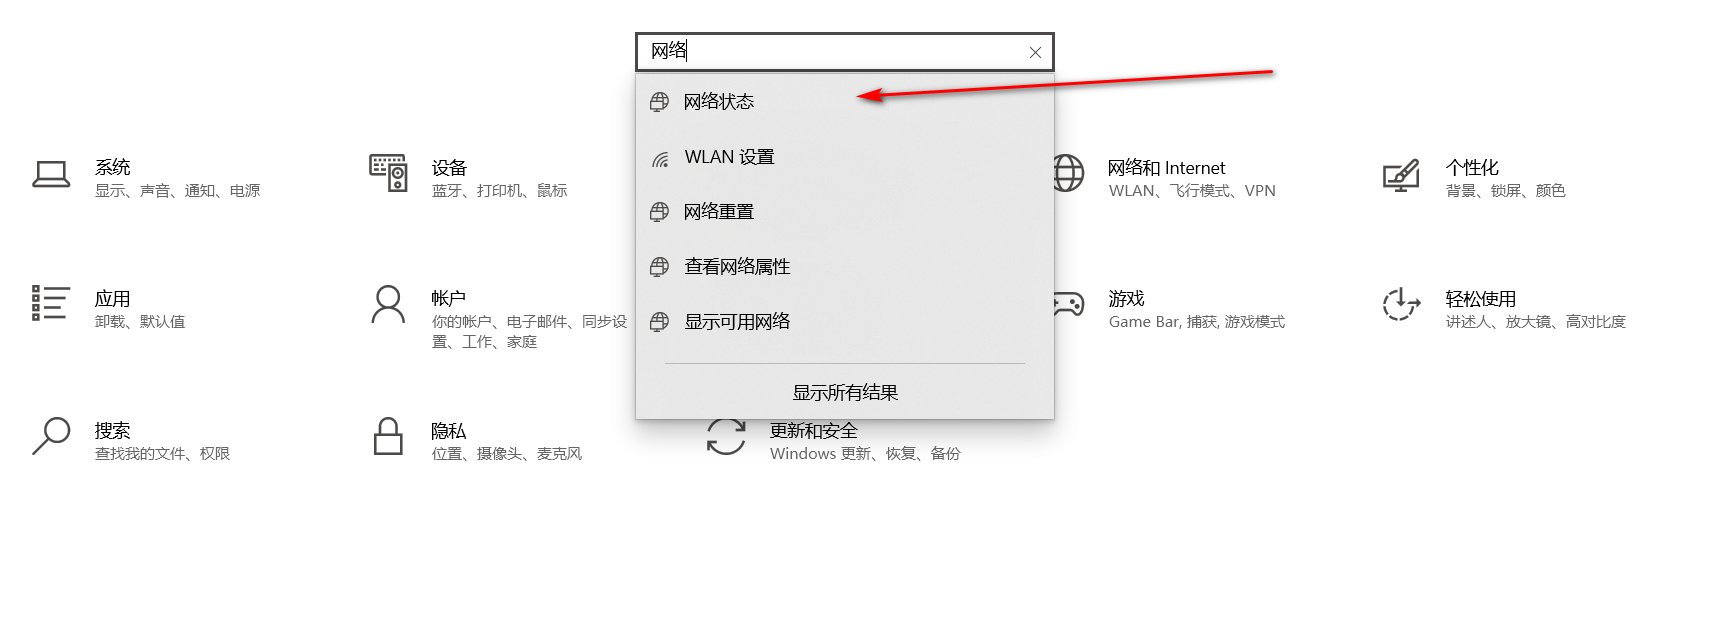 网络
网络状态
WLAN 设置
网络重置
查看网络属性
显示可用网络
显示所有结果
系统
显示、声音、通知、电源
设备
蓝牙、打印机、鼠标
网络和 Internet
WLAN、飞行模式、VPN
个性化
背景、锁屏、颜色
应用
卸载、默认值
帐户
你的帐户、电子邮件、同步设
置、工作、家庭
游戏
Game Bar, 捕获, 游戏模式
轻松使用
讲述人、放大镜、高对比度
搜索
查找我的文件、权限
隐私
位置、摄像头、麦克风
更新和安全
Windows 更新、恢复、备份